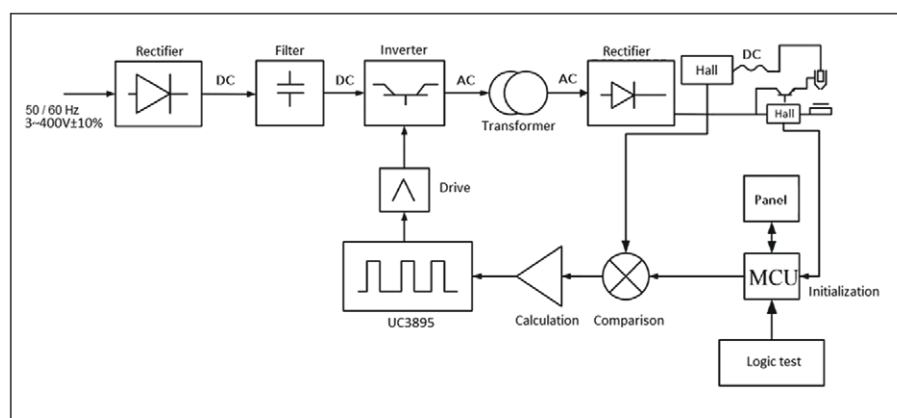 Rectifier
Filter
Inverter
Rectifier
Hall
DC
DC
DC
AC
AC
50 / 60 Hz
3~400V±10%
Transformer
Hall
Drive
Panel
MCU
Initialization
UC3895
Calculation
Comparison
Logic test